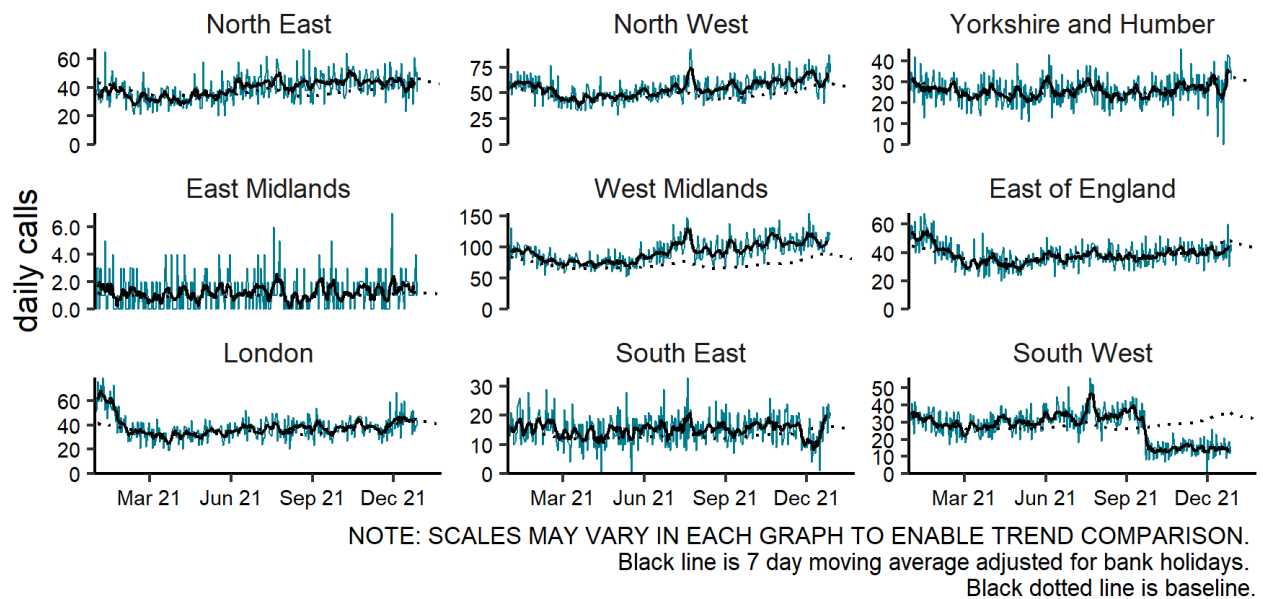 North East North West Yorkshire and Humber
60 75 40
40 50 30
20 25 20
10
0 0 0
East Midlands West Midlands East of England
daily calls
6.0 150 60
4.0 100 40
2.0 50 20
0.0 0 0
London South East South West
60 30 50
40 20 40
20 10 30
20
10
0 0 0
Mar 21 Jun 21 Sep 21 Dec 21 Mar 21 Jun 21 Sep 21 Dec 21 Mar 21 Jun 21 Sep 21 Dec 21
NOTE: SCALES MAY VARY IN EACH GRAPH TO ENABLE TREND COMPARISON.
Black line is 7 day moving average adjusted for bank holidays.
Black dotted line is baseline.